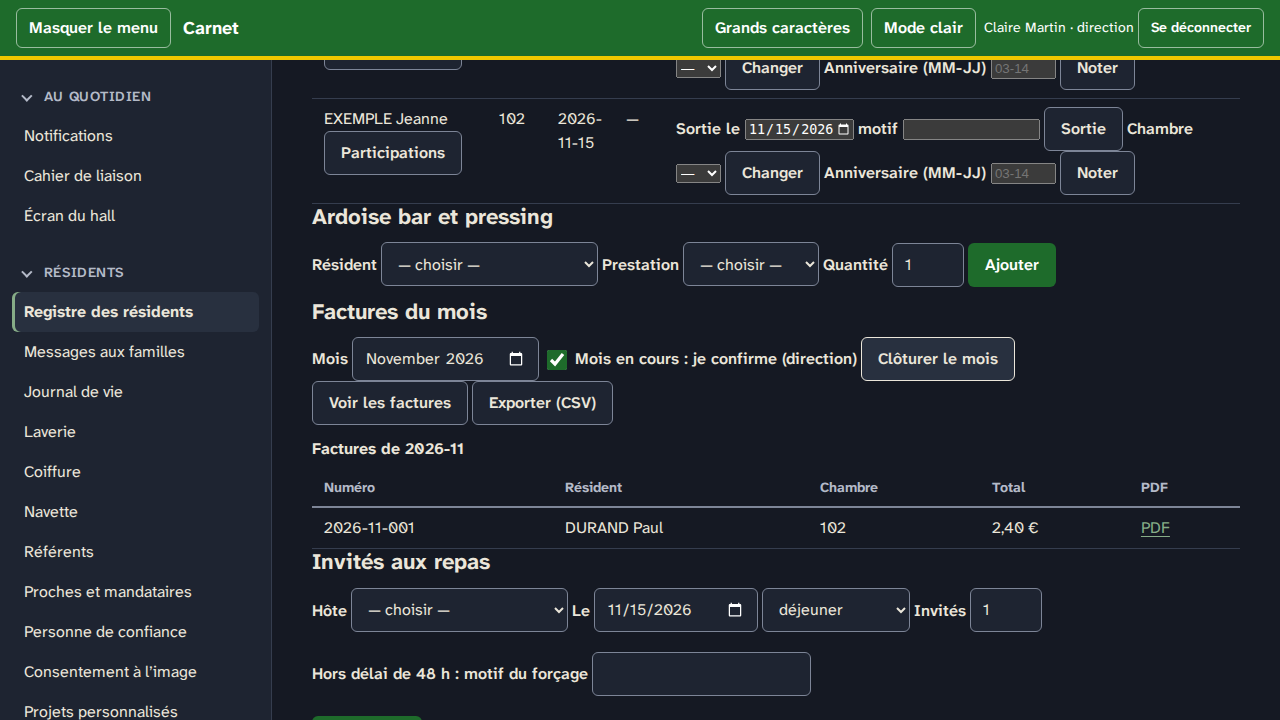 Masquer le menu Carnet Grands caractères Mode clair Claire Martin · direction Se déconnecter
AU QUOTIDIEN
Notifications
Cahier de liaison
Écran du hall
RÉSIDENTS
Registre des résidents
Messages aux familles
Journal de vie
Laverie
Coiffure
Navette
Référents
Proches et mandataires
Personne de confiance
Consentement à l'image
Projets personnalisés
— Changer Anniversaire (MM-JJ) 03-14 Noter
EXEMPLE Jeanne 102 2026-11-15 — Sortie le 11/15/2026 motif Sortie Chambre
Participations
— Changer Anniversaire (MM-JJ) 03-14 Noter
Ardoise bar et pressing
Résident — choisir — Prestation — choisir — Quantité 1 Ajouter
Factures du mois
Mois November 2026 Mois en cours : je confirme (direction) Clôturer le mois
Voir les factures Exporter (CSV)
Factures de 2026-11
Numéro Résident Chambre Total PDF
2026-11-001 DURAND Paul 102 2,40 € PDF
Invités aux repas
Hôte — choisir — Le 11/15/2026 déjeuner Invités 1
Hors délai de 48 h : motif du forçage